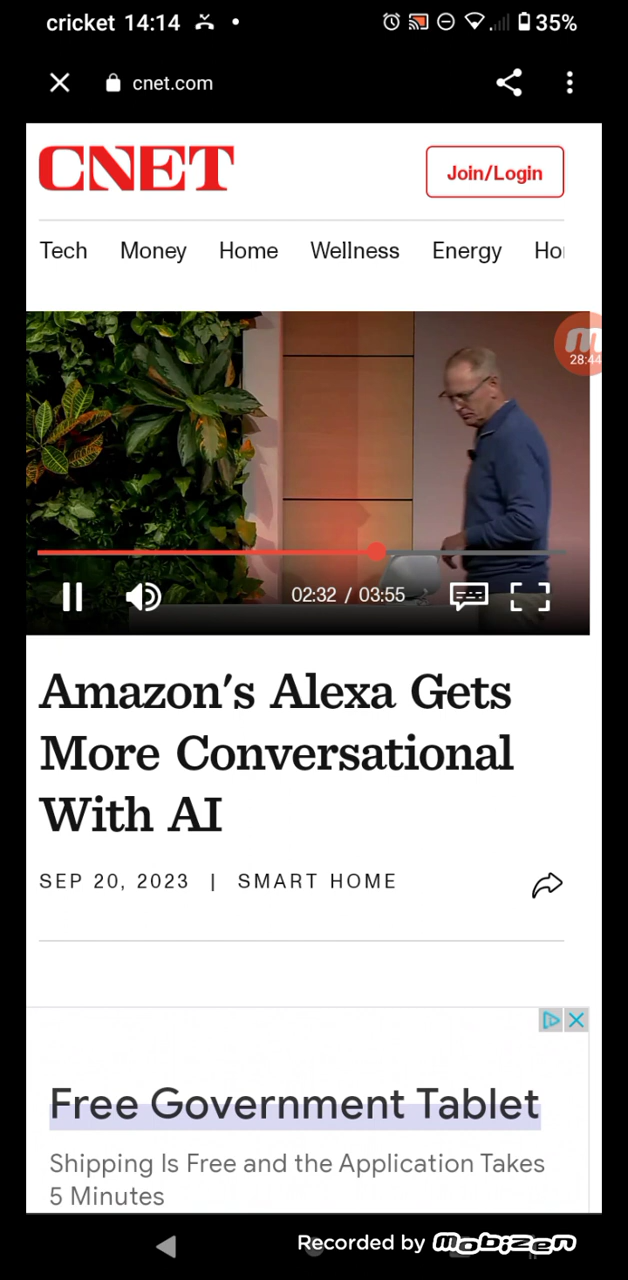 cricket 14:14 35%
cnet.com
CNET
Join/Login
Tech Money Home Wellness Energy Ho
28:44
02:32 / 03:55
Amazon's Alexa Gets
More Conversational
With AI
SEP 20, 2023 | SMART HOME
Free Government Tablet
Shipping Is Free and the Application Takes
5 Minutes
Recorded by mobizen